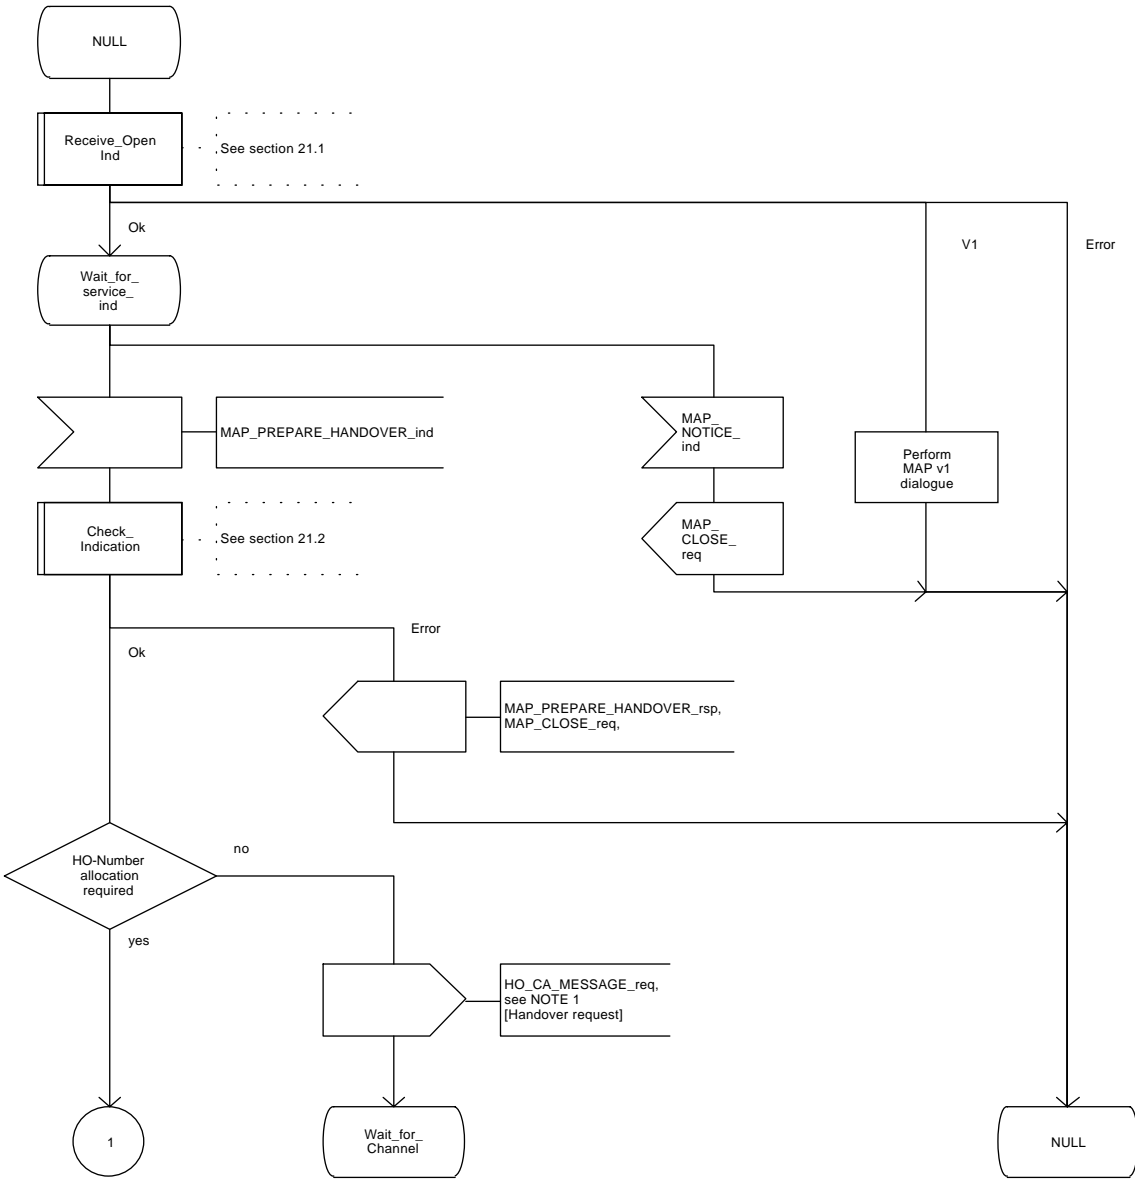 NULL
Receive_Open
Ind
See section 21.1
Ok
V1
Error
Wait_for_
service_
ind
MAP_PREPARE_HANDOVER_ind
MAP_
NOTICE_
ind
Perform
MAP v1
dialogue
Check_
Indication
See section 21.2
MAP_
CLOSE_
req
Error
Ok
MAP_PREPARE_HANDOVER_rsp,
MAP_CLOSE_req,
HO-Number
allocation
required
no
yes
HO_CA_MESSAGE_req,
see NOTE 1
[Handover request]
1
Wait_for_
Channel
NULL